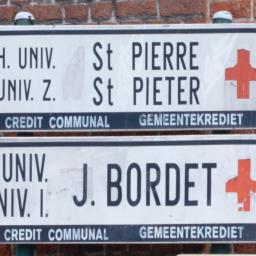 H. UNIV. St PIERRE
UNIV. Z. St PIETER
CREDIT COMMUNAL GEMEENTEKREDIET
UNIV. J. BORDET
NIV. I.
CREDIT COMMUNAL GEMEENTEKREDIET